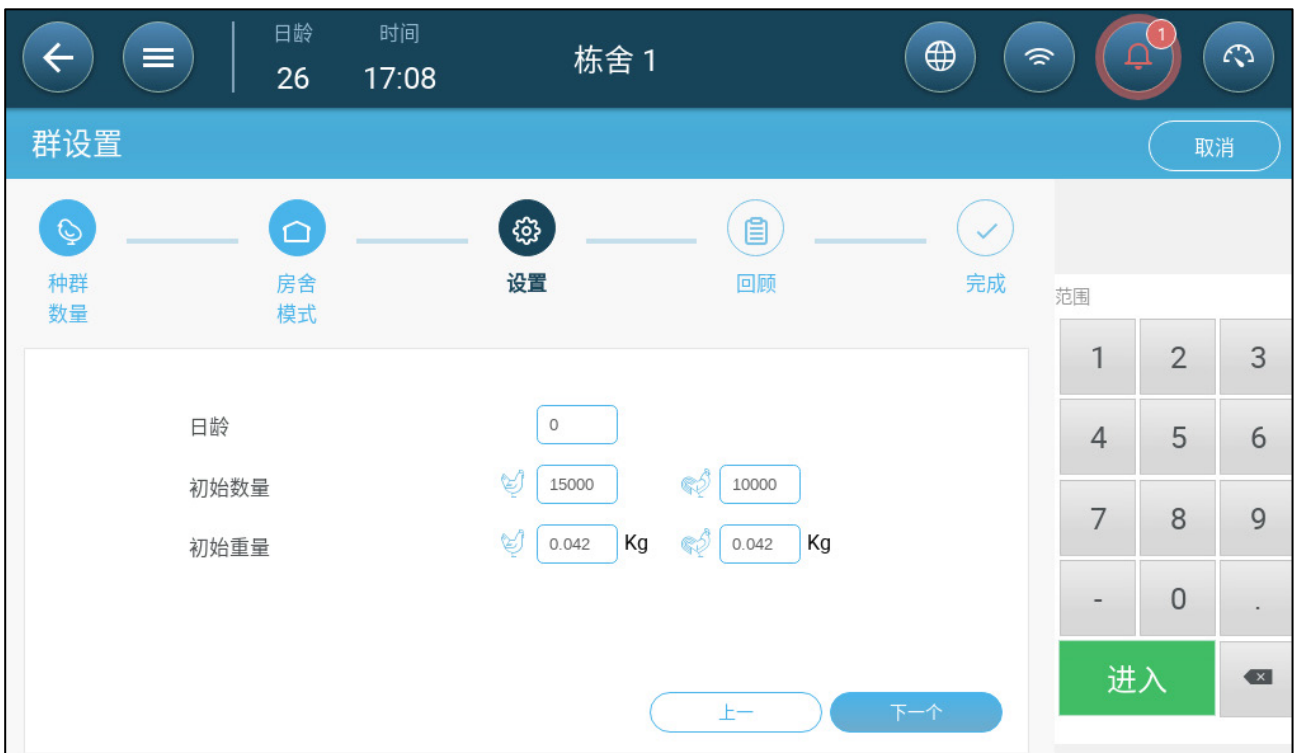 日龄 时间
26 17:08 栋舍 1
1
群设置 取消
种群 房舍 设置 回顾 完成
数量 模式
范围
1 2 3
日龄 0
4 5 6
初始数量 15000 10000
7 8 9
初始重量 0.042 Kg 0.042 Kg
- 0 .
进入
上一 下一个